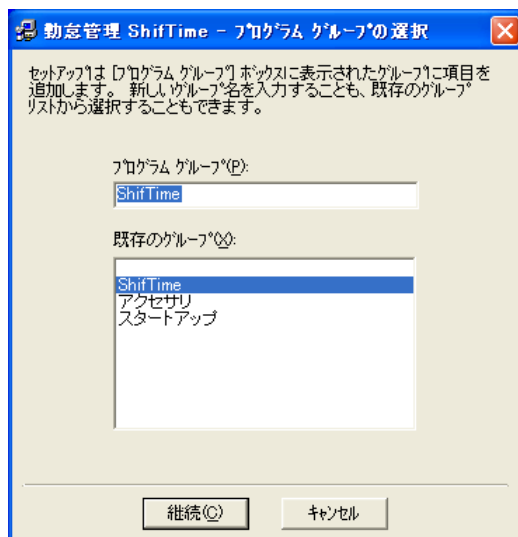 勤怠管理 ShifTime - ﾌﾟﾛｸﾞﾗﾑ ｸﾞﾙｰﾌﾟの選択
ｾｯﾄｱｯﾌﾟは [ﾌﾟﾛｸﾞﾗﾑ ｸﾞﾙｰﾌﾟ] ﾎﾞｯｸｽに表示されたｸﾞﾙｰﾌﾟに項目を
追加します。 新しいｸﾞﾙｰﾌﾟ名を入力することも、既存のｸﾞﾙｰﾌﾟ
ﾘｽﾄから選択することもできます。
ﾌﾟﾛｸﾞﾗﾑ ｸﾞﾙｰﾌﾟ(P):
ShifTime
既存のｸﾞﾙｰﾌﾟ(X):
ShifTime
アクセサリ
スタートアップ
継続(C)
ｷｬﾝｾﾙ